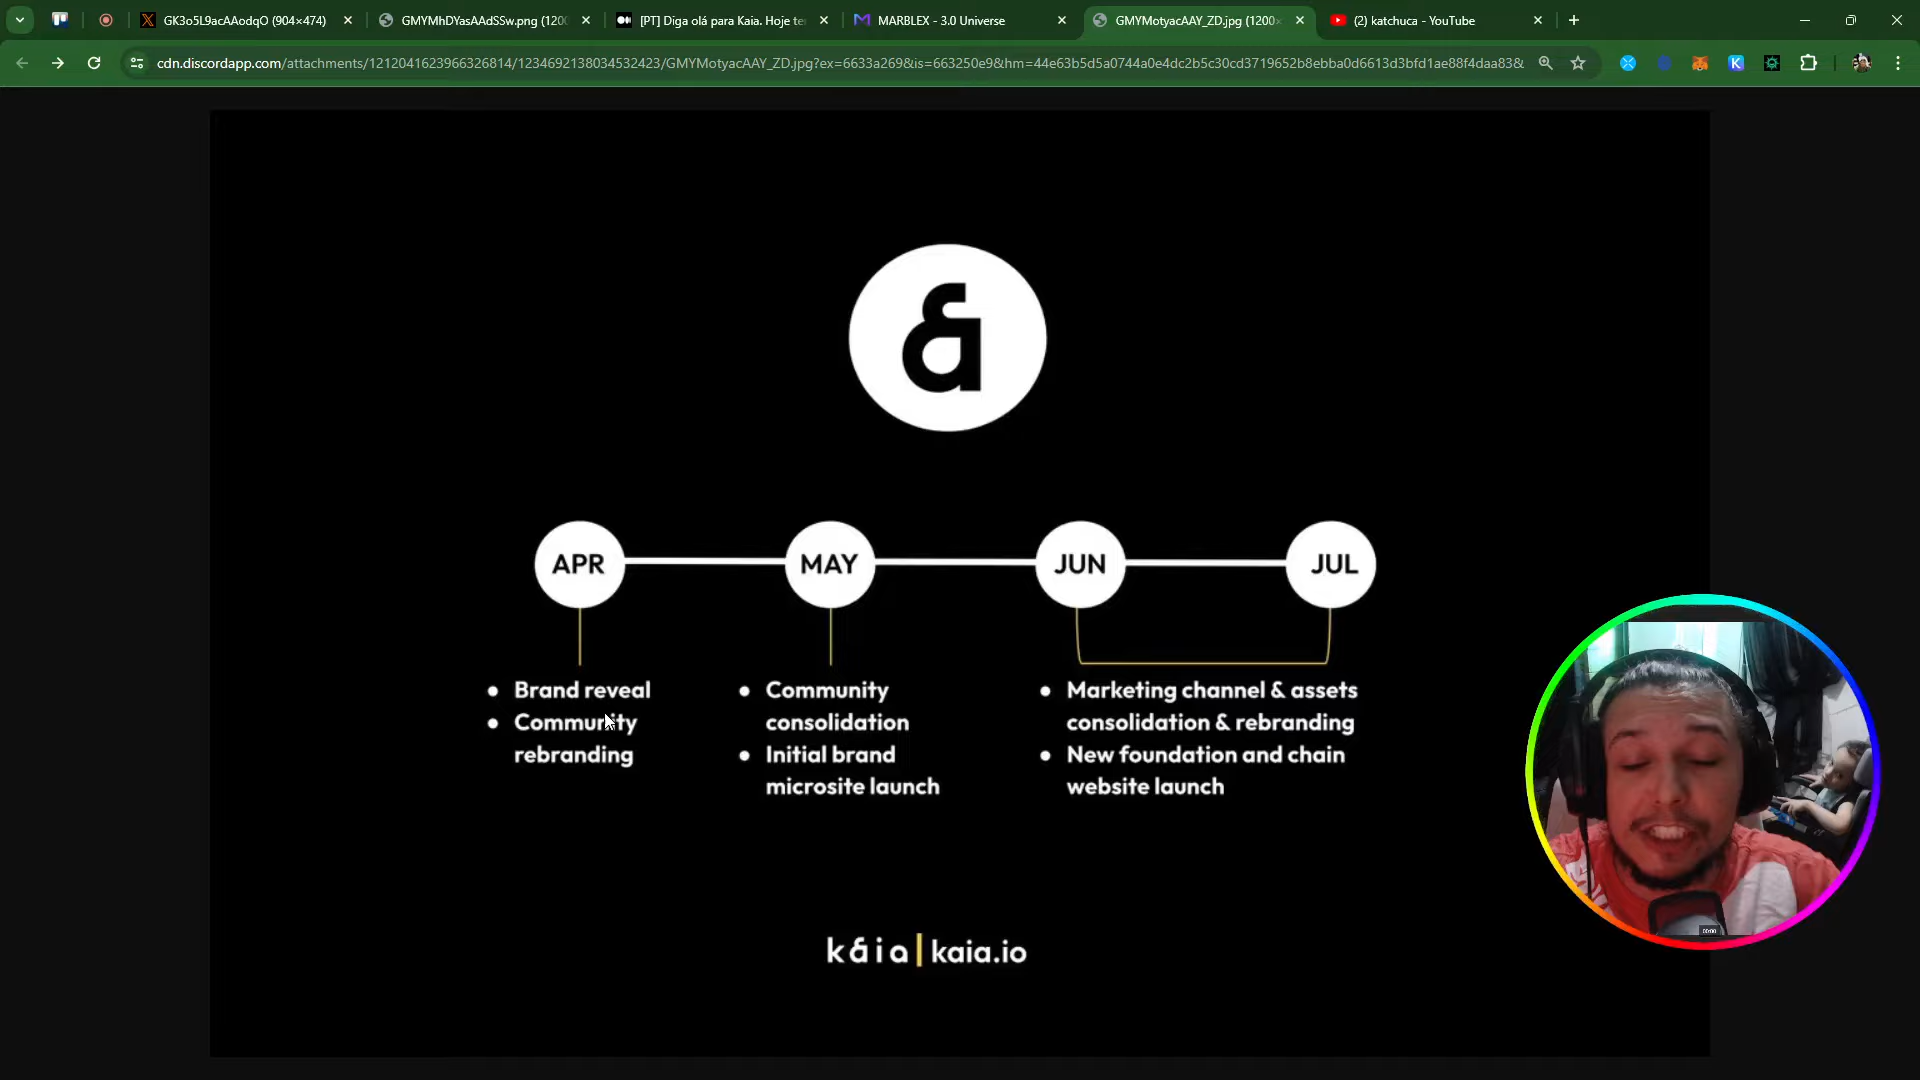 GK3o5L9acAAodqO (904×474)
GMYMhDYasAAdSSw.png (1200
[PT] Diga olá para Kaia. Hoje te
MARBLEX - 3.0 Universe
GMYMotyacAAY_ZD.jpg (1200×
(2) katchuca - YouTube
cdn.discordapp.com/attachments/1212041623966326814/1234692138034532423/GMYMotyacAAY_ZD.jpg?ex=6633a269&is=663250e9&hm=44e63b5d5a0744a0e4dc2b5c30cd3719652b8ebba0d6613d3bfd1ae88f4daa83&
APR
MAY
JUN
JUL
Brand reveal
Community
rebranding
Community
consolidation
Initial brand
microsite launch
Marketing channel & assets
consolidation & rebranding
New foundation and chain
website launch
kaia | kaia.io
00:00